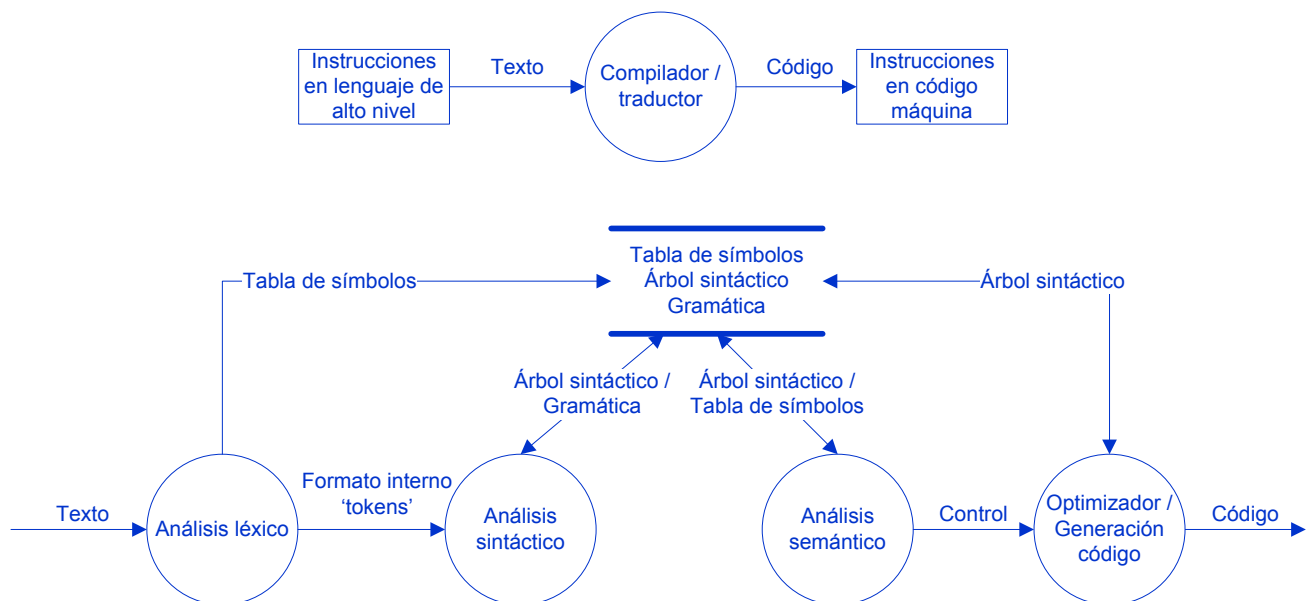 Instrucciones
en lenguaje de
alto nivel
Texto
Compilador /
traductor
Código
Instrucciones
en código
máquina
Tabla de símbolos
Tabla de símbolos
Árbol sintáctico
Gramática
Árbol sintáctico
Árbol sintáctico /
Gramática
Árbol sintáctico /
Tabla de símbolos
Texto
Análisis léxico
Formato interno
‘tokens’
Análisis
sintáctico
Análisis
semántico
Control
Optimizador /
Generación
código
Código